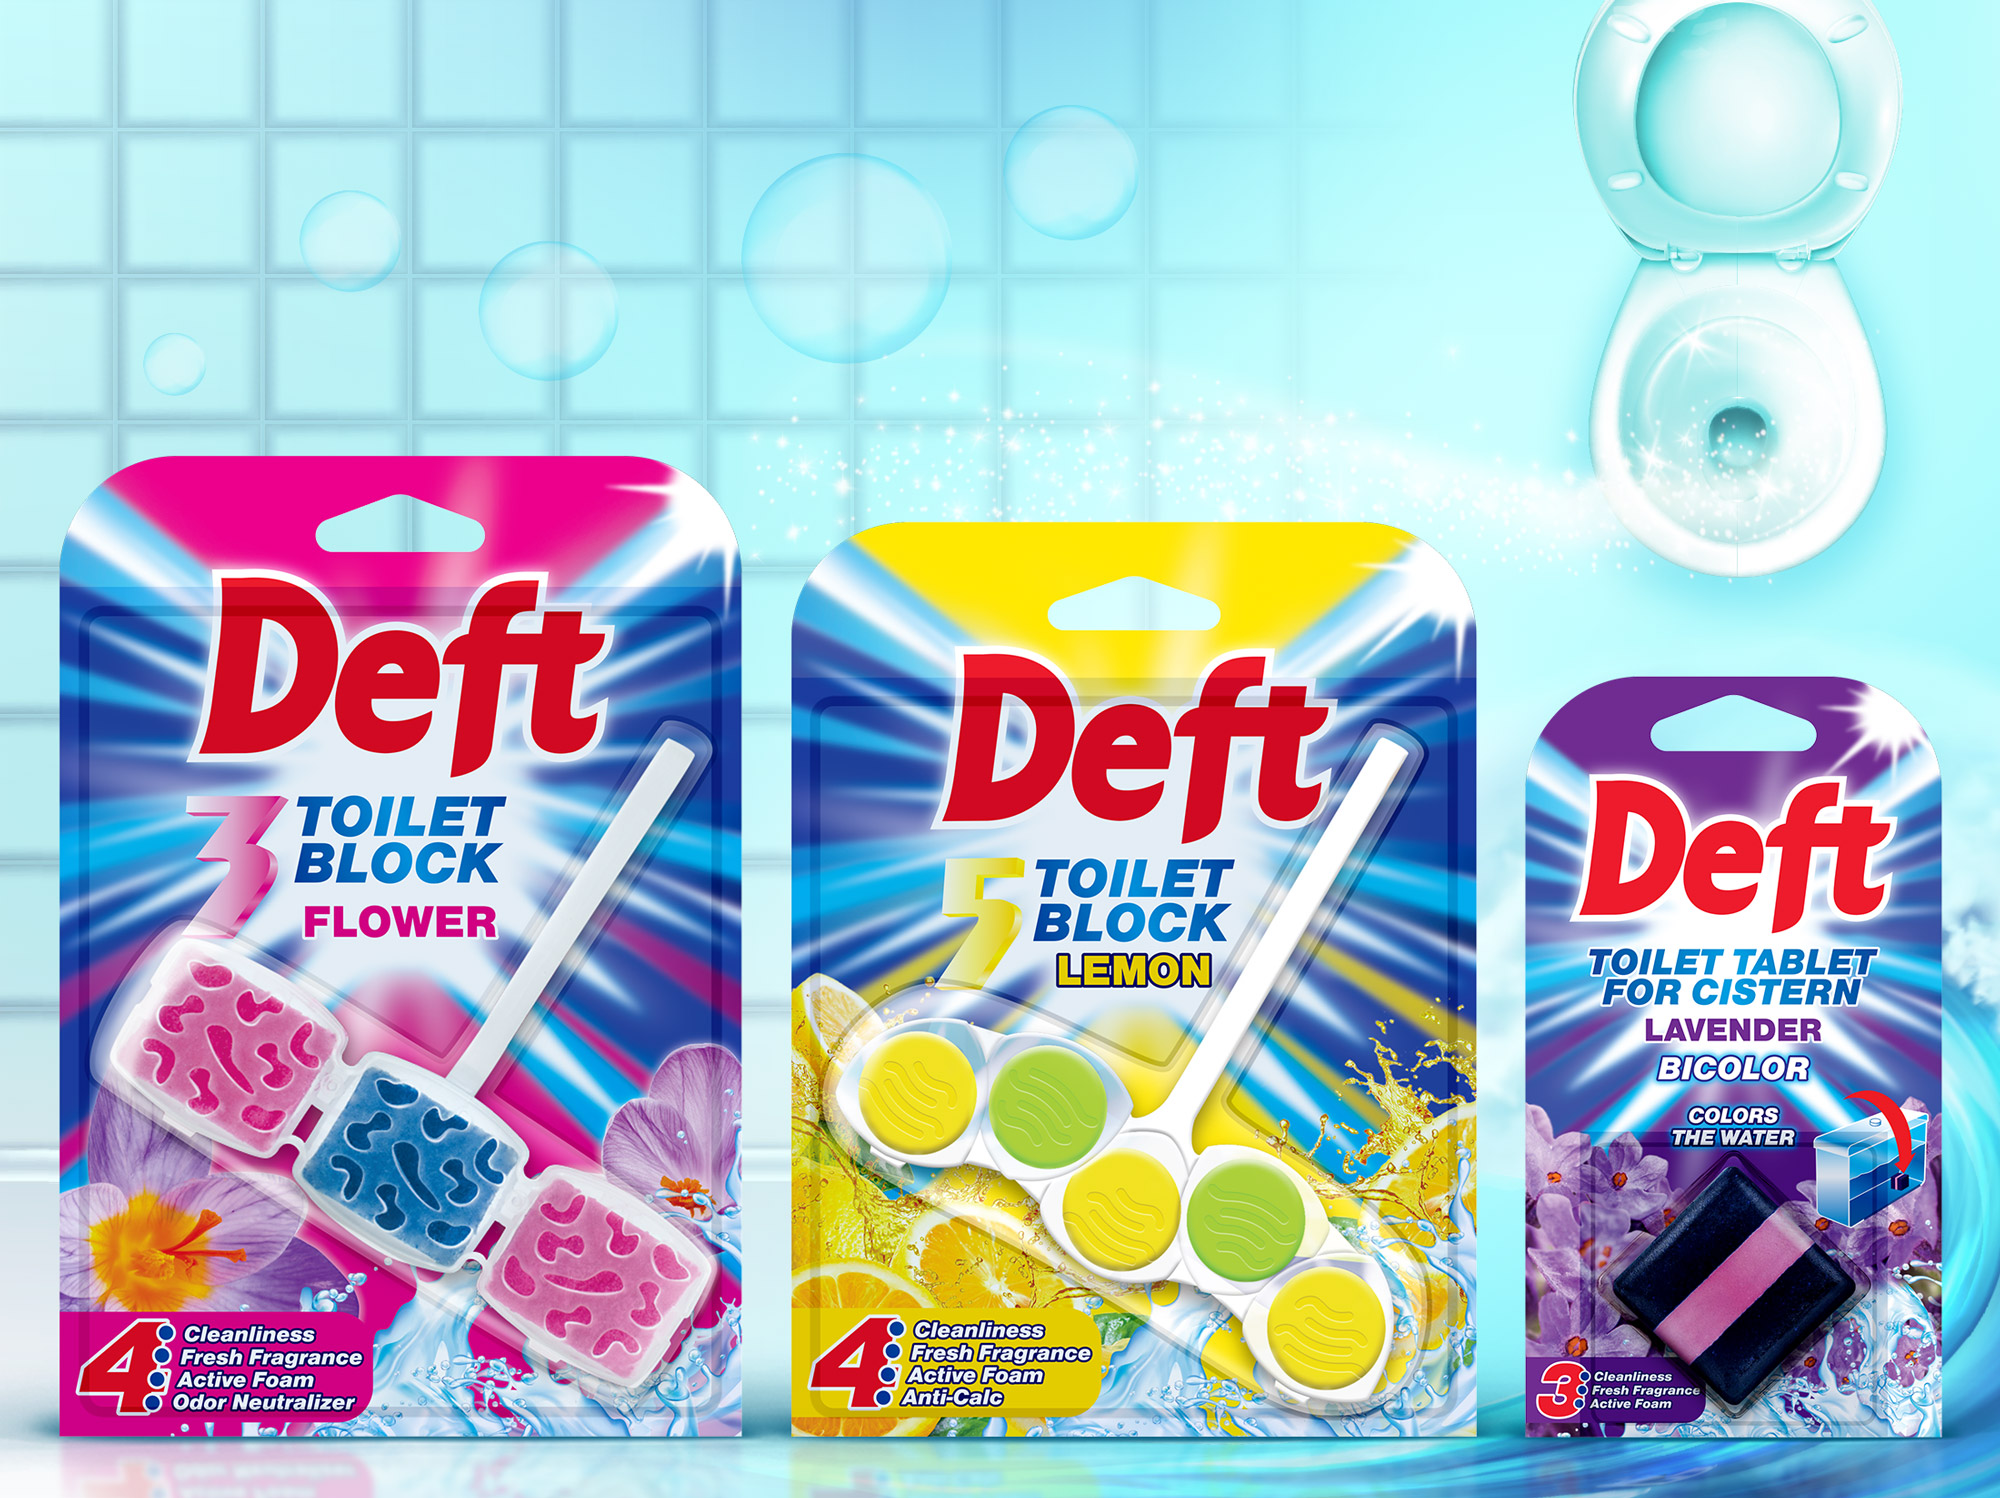 Deft
3 TOILET
BLOCK
FLOWER
4
Cleanliness
Fresh Fragrance
Active Foam
Odor Neutralizer
Deft
5 TOILET
BLOCK
LEMON
4
Cleanliness
Fresh Fragrance
Active Foam
Anti-Calc
Deft
TOILET TABLET
FOR CISTERN
LAVENDER
BICOLOR
COLORS
THE WATER
3
Cleanliness
Fresh Fragrance
Active Foam